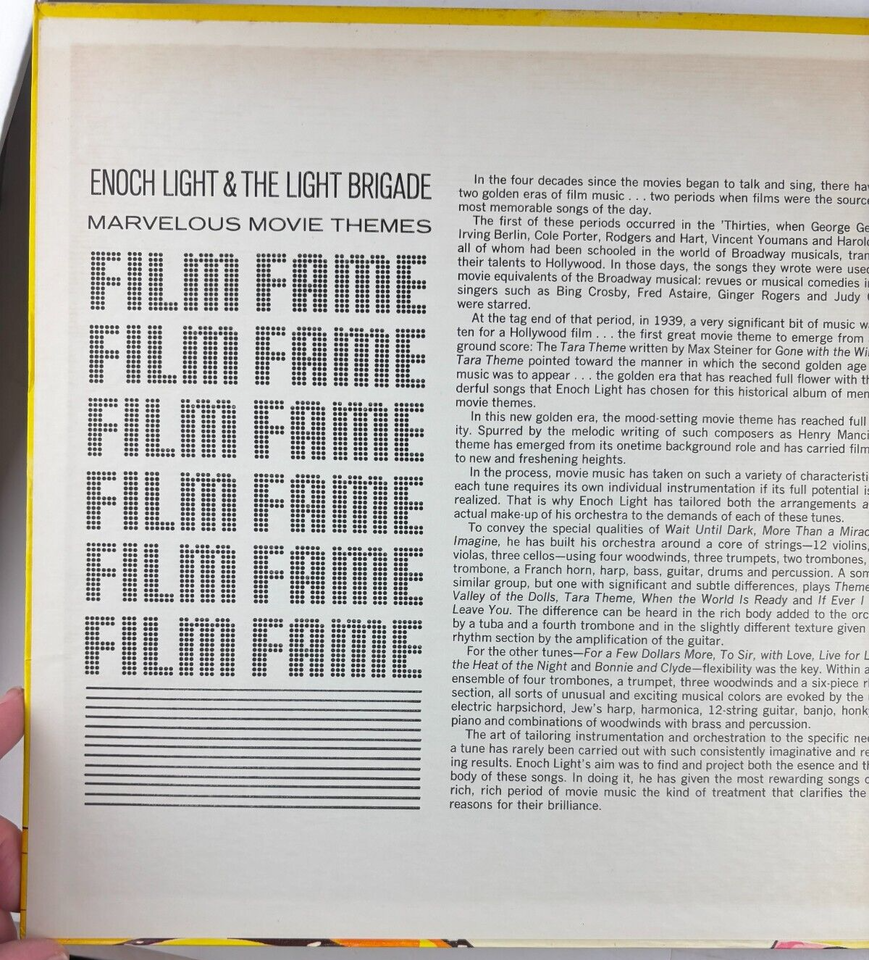 ENOCH LIGHT & THE LIGHT BRIGADE
MARVELOUS MOVIE THEMES
FILM FAME
FILM FAME
FILM FAME
FILM FAME
FILM FAME
FILM FAME
In the four decades since the movies began to talk and sing, there hav
two golden eras of film music . . . two periods when films were the source
most memorable songs of the day.
The first of these periods occurred in the 'Thirties, when George Ge
Irving Berlin, Cole Porter, Rodgers and Hart, Vincent Youmans and Harold
all of whom had been schooled in the world of Broadway musicals, tran
their talents to Hollywood. In those days, the songs they wrote were used
movie equivalents of the Broadway musical: revues or musical comedies in
singers such as Bing Crosby, Fred Astaire, Ginger Rogers and Judy
were starred.
At the tag end of that period, in 1939, a very significant bit of music w
ten for a Hollywood film . . . the first great movie theme to emerge from
ground score: The Tara Theme written by Max Steiner for Gone with the Wi
Tara Theme pointed toward the manner in which the second golden age
music was to appear . . . the golden era that has reached full flower with th
derful songs that Enoch Light has chosen for this historical album of mem
movie themes.
In this new golden era, the mood-setting movie theme has reached full
ity. Spurred by the melodic writing of such composers as Henry Manci
theme has emerged from its onetime background role and has carried film
to new and freshening heights.
In the process, movie music has taken on such a variety of characteristi
each tune requires its own individual instrumentation if its full potential is
realized. That is why Enoch Light has tailored both the arrangements a
actual make-up of his orchestra to the demands of each of these tunes.
To convey the special qualities of Wait Until Dark, More Than a Mirac
Imagine, he has built his orchestra around a core of strings—12 violins,
violas, three cellos—using four woodwinds, three trumpets, two trombones,
trombone, a Franch horn, harp, bass, guitar, drums and percussion. A som
similar group, but one with significant and subtle differences, plays Theme
Valley of the Dolls, Tara Theme, When the World Is Ready and If Ever I
Leave You. The difference can be heard in the rich body added to the orc
by a tuba and a fourth trombone and in the slightly different texture given
rhythm section by the amplification of the guitar.
For the other tunes—For a Few Dollars More, To Sir, with Love, Live for L
the Heat of the Night and Bonnie and Clyde—flexibility was the key. Within a
ensemble of four trombones, a trumpet, three woodwinds and a six-piece r
section, all sorts of unusual and exciting musical colors are evoked by the
electric harpsichord, Jew's harp, harmonica, 12-string guitar, banjo, honk
piano and combinations of woodwinds with brass and percussion.
The art of tailoring instrumentation and orchestration to the specific nee
a tune has rarely been carried out with such consistently imaginative and re
ing results. Enoch Light's aim was to find and project both the esence and th
body of these songs. In doing it, he has given the most rewarding songs o
rich, rich period of movie music the kind of treatment that clarifies the
reasons for their brilliance.